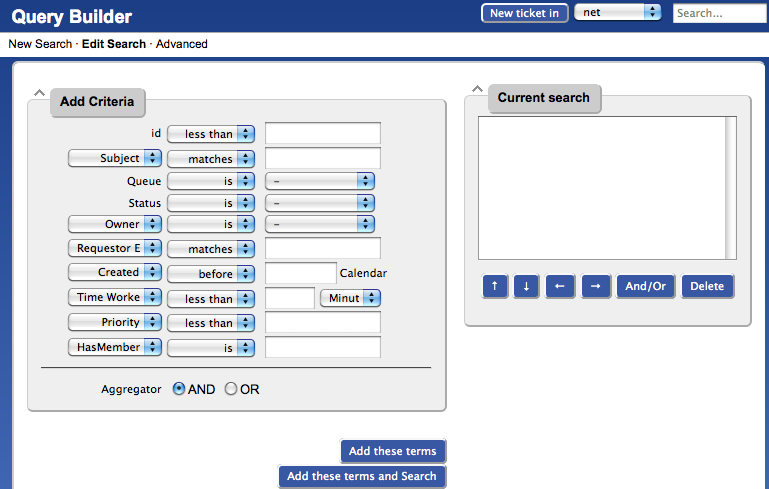 Query Builder
New ticket in net Search...
New Search · Edit Search · Advanced
Add Criteria
id less than
Subject matches
Queue is -
Status is -
Owner is -
Requestor E matches
Created before Calendar
Time Worke less than Minut
Priority less than
HasMember is
Aggregator AND OR
Add these terms
Add these terms and Search
Current search
↑ ↓ ← → And/Or Delete